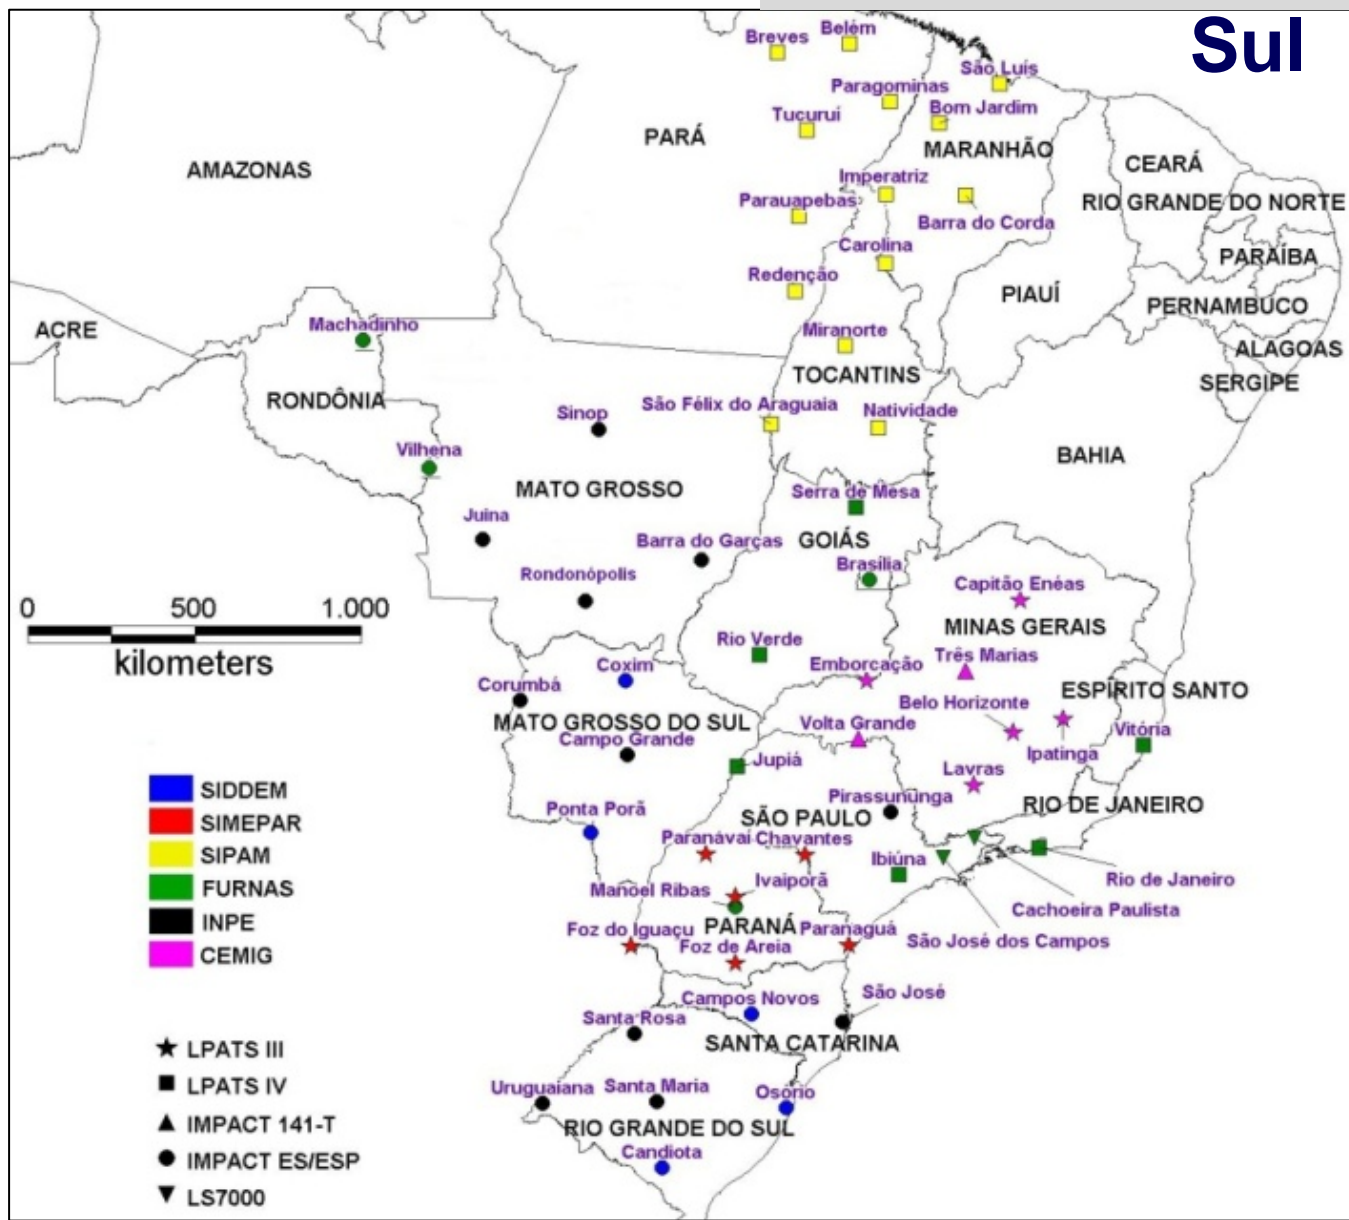 Sul
Breves
Belém
São Luís
Paragominas
Bom Jardim
Tucuruí
PARÁ
MARANHÃO
CEARÁ
AMAZONAS
Imperatriz
RIO GRANDE DO NORTE
Parauapebas
Barra do Corda
Carolina
PARAÍBA
Redenção
PIAUÍ
PERNAMBUCO
Machadinho
ACRE
Miranorte
ALAGOAS
TOCANTINS
SERGIPE
RONDÔNIA
São Félix do Araguaia
Natividade
Sinop
Vilhena
BAHIA
MATO GROSSO
Serra de Mesa
Juina
Barra do Garças
GOIÁS
Brasília
Rondonópolis
Capitão Enéas
0 500 1.000
kilometers
MINAS GERAIS
Rio Verde
Três Marias
Coxim
Emborcação
Corumbá
ESPÍRITO SANTO
Belo Horizonte
MATO GROSSO DO SUL
Volta Grande
Vitória
Campo Grande
Ipatinga
Jupiá
Lavras
Pirassununga
RIO DE JANEIRO
Ponta Porã
SÃO PAULO
Paranavaí
Chavantes
Ibiúna
Ivaiporã
Rio de Janeiro
Manoel Ribas
Cachoeira Paulista
PARANÁ
Foz do Iguaçu
Paranaguá
São José dos Campos
Foz de Areia
São José
Campos Novos
Santa Rosa
SANTA CATARINA
Uruguaiana
Santa Maria
Osório
RIO GRANDE DO SUL
Candiota
SIDDEM
SIMEPAR
SIPAM
FURNAS
INPE
CEMIG
LPATS III
LPATS IV
IMPACT 141-T
IMPACT ES/ESP
LS7000